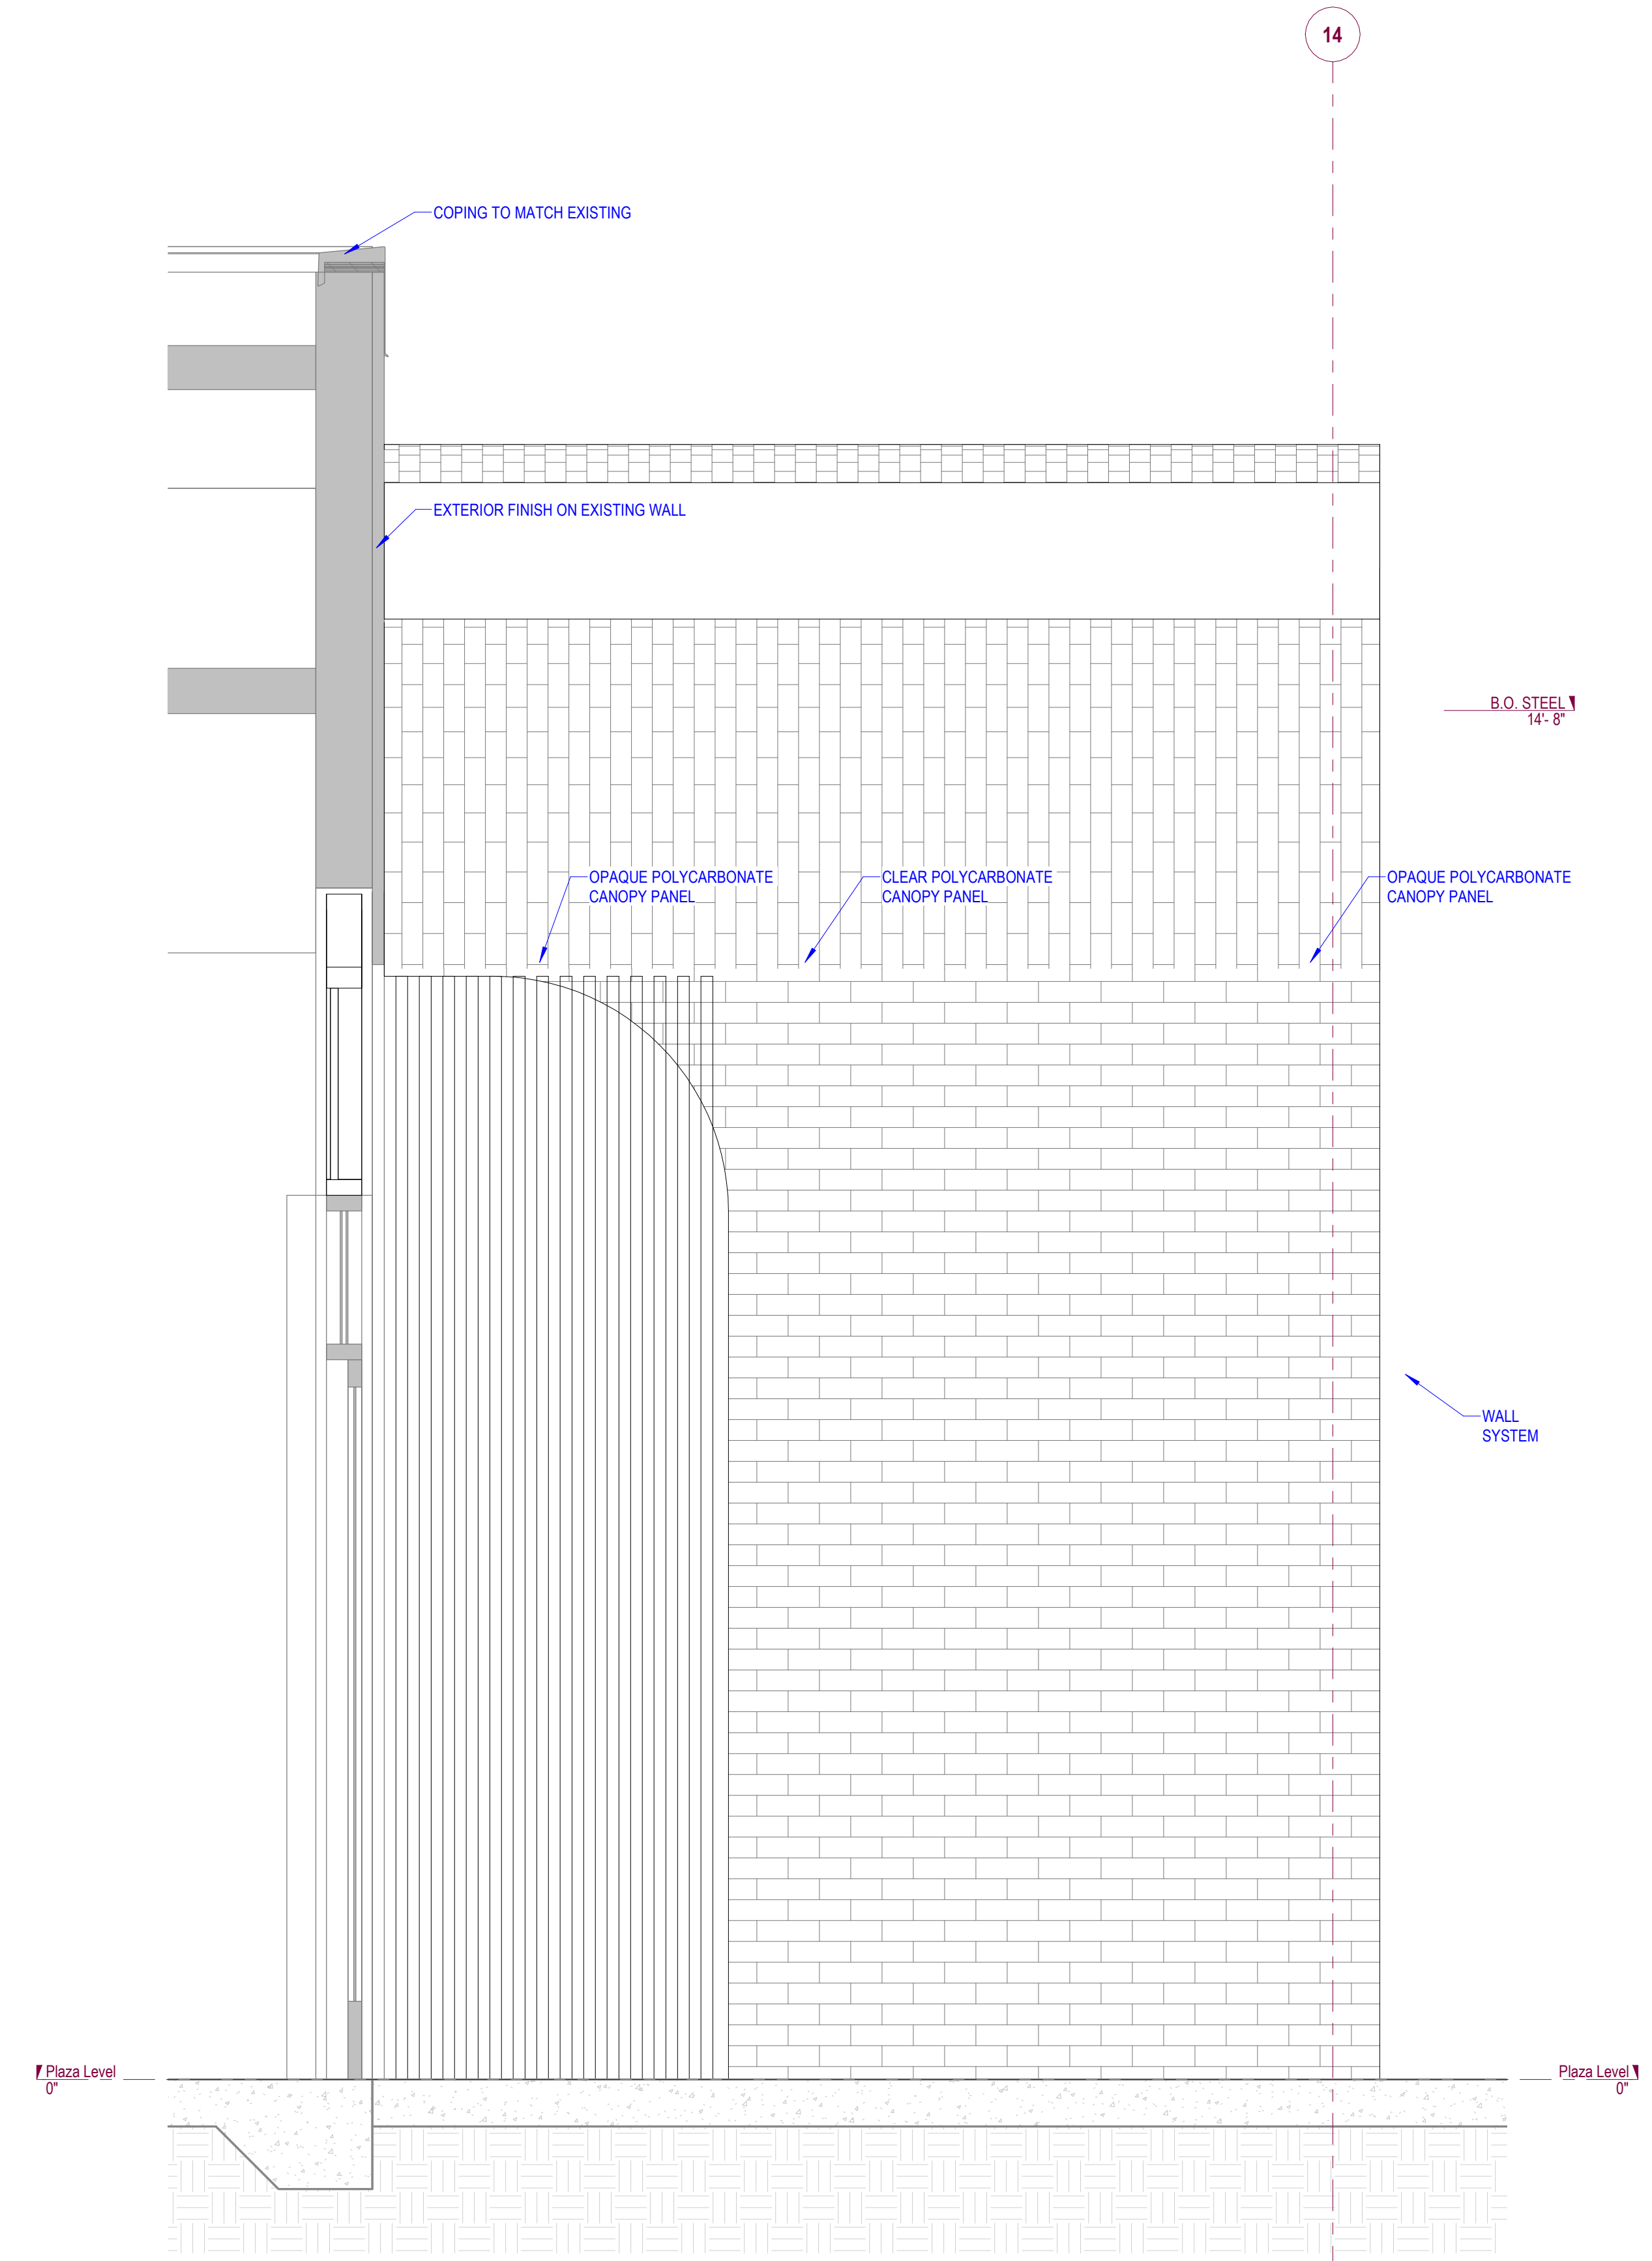 14
COPING TO MATCH EXISTING
EXTERIOR FINISH ON EXISTING WALL
B.O. STEEL
14'- 8"
OPAQUE POLYCARBONATE
CANOPY PANEL
CLEAR POLYCARBONATE
CANOPY PANEL
OPAQUE POLYCARBONATE
CANOPY PANEL
WALL
SYSTEM
Plaza Level
0"
Plaza Level
0"